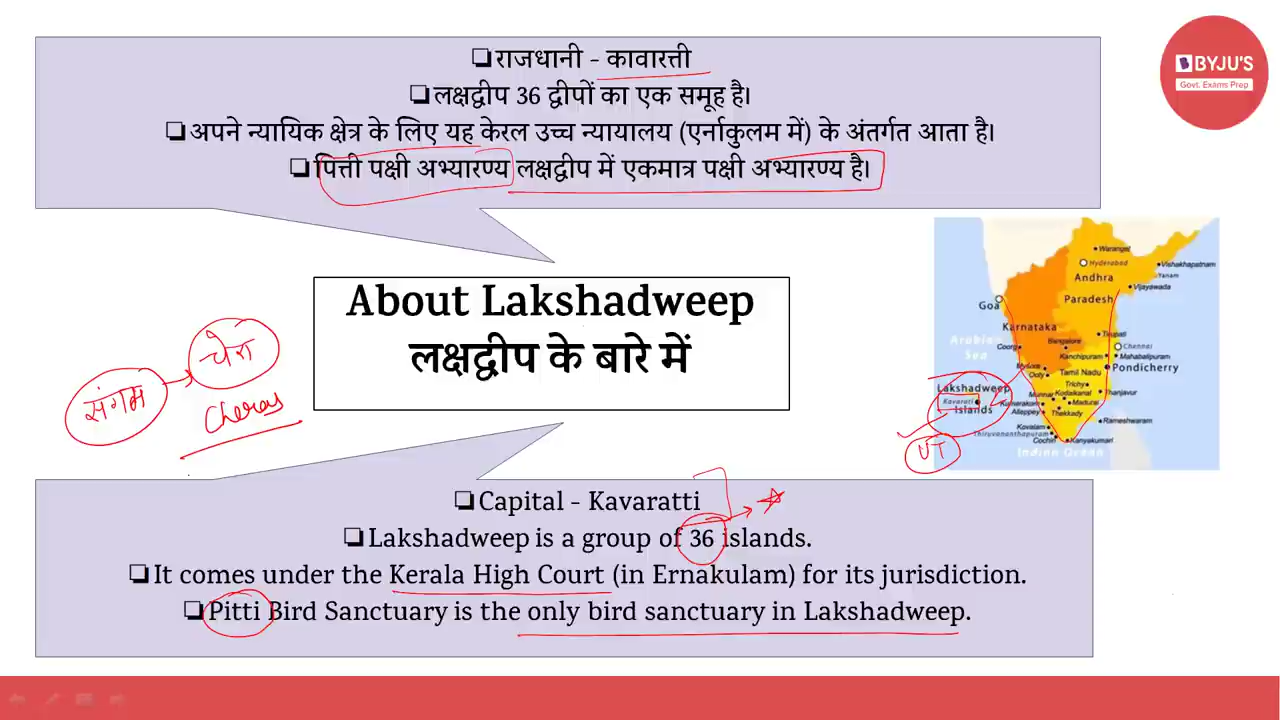 ❑राजधानी - कावारत्ती
❑लक्षद्वीप 36 द्वीपों का एक समूह है।
❑अपने न्यायिक क्षेत्र के लिए यह केरल उच्च न्यायालय (एर्नाकुलम में) के अंतर्गत आता है।
❑पित्ती पक्षी अभ्यारण्य लक्षद्वीप में एकमात्र पक्षी अभ्यारण्य है।
BYJU'S
Govt. Exams Prep
About Lakshadweep
लक्षद्वीप के बारे में
संगम
चेरा
Cheras
Warangat
Hyderabad
Vishakhapatnam
Andhra
Yanam
Vijayawada
Goa
Pradesh
Karnataka
Arabian
Sea
Tirupati
Bangalore
Chennai
Coorg
Kanchipuram
Mahabalipuram
Mysore
Pondicherry
Ooty
Tamil Nadu
Lakshadweep
Trichy
Munnar
Kodaikanal
Thanjavur
Kavarati
Kumarakom
Madurai
Islands
Alleppey
Thekkady
Rameshwaram
Kovalam
Thiruvananthapuram
Cochin
Kanyakumari
Indian Ocean
UT
❑Capital - Kavaratti
❑Lakshadweep is a group of 36 islands.
❑It comes under the Kerala High Court (in Ernakulam) for its jurisdiction.
❑Pitti Bird Sanctuary is the only bird sanctuary in Lakshadweep.